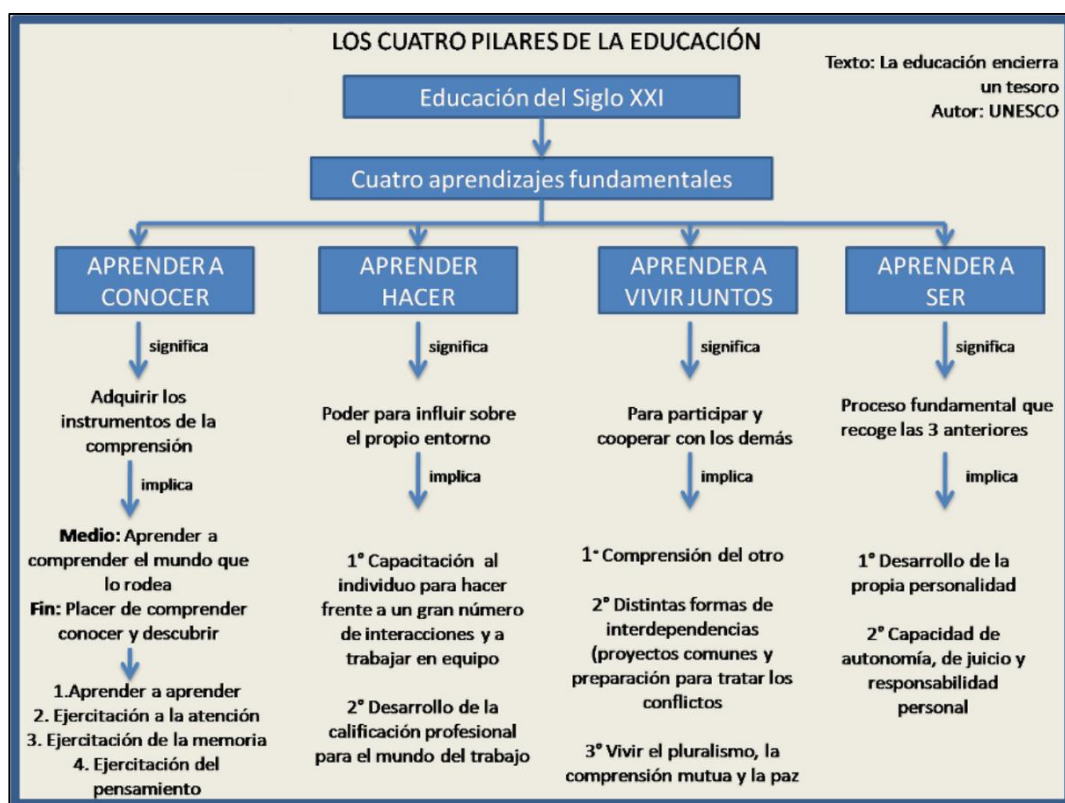 LOS CUATRO PILARES DE LA EDUCACIÓN
Texto: La educación encierra
un tesoro
Autor: UNESCO
Educación del Siglo XXI
Cuatro aprendizajes fundamentales
APRENDER A
CONOCER
significa
Adquirir los
instrumentos de la
comprensión
implica
Medio: Aprender a
comprender el mundo que
lo rodea
Fin: Placer de comprender
conocer y descubrir
1.Aprender a aprender
2. Ejercitación a la atención
3. Ejercitación de la memoria
4. Ejercitación del
pensamiento
APRENDER
HACER
significa
Poder para influir sobre
el propio entorno
implica
1° Capacitación al
individuo para hacer
frente a un gran número
de interacciones y a
trabajar en equipo
2° Desarrollo de la
calificación profesional
para el mundo del trabajo
APRENDER A
VIVIR JUNTOS
significa
Para participar y
cooperar con los demás
implica
1° Comprensión del otro
2° Distintas formas de
interdependencias
(proyectos comunes y
preparación para tratar los
conflictos
3° Vivir el pluralismo, la
comprensión mutua y la paz
APRENDER A
SER
significa
Proceso fundamental que
recoge las 3 anteriores
implica
1° Desarrollo de la
propia personalidad
2° Capacidad de
autonomía, de juicio y
responsabilidad
personal